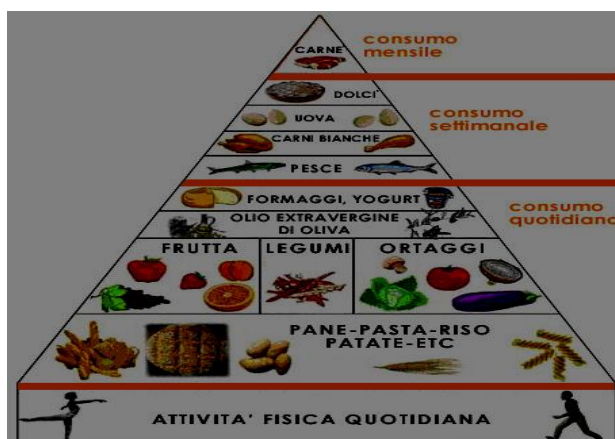 CARNE
consumo
mensile
DOLCI
UOVA
CARNI BIANCHE
consumo
settimanale
PESCE
FORMAGGI, YOGURT
OLIO EXTRAVERGINE
DI OLIVA
consumo
quotidiano
FRUTTA
LEGUMI
ORTAGGI
PANE-PASTA-RISO
PATATE-ETC
ATTIVITA' FISICA QUOTIDIANA